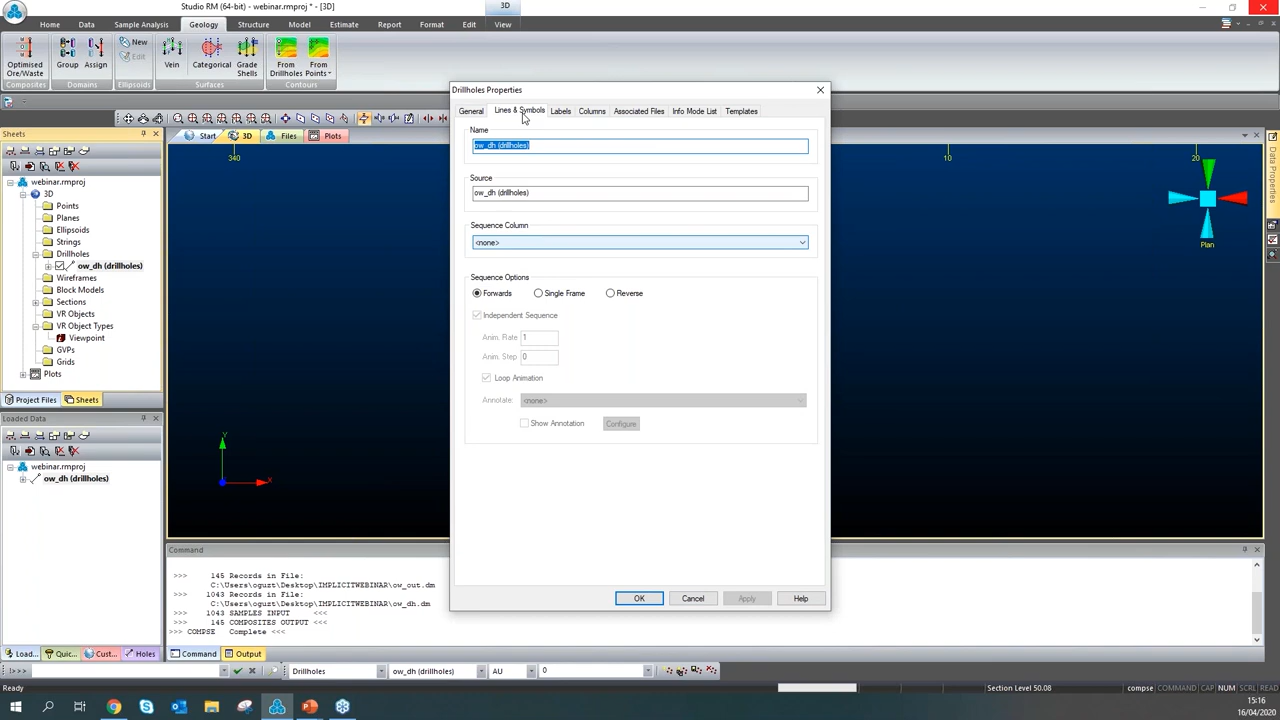 Studio RM (64-bit) - webinar.rmproj * - [3D]
3D
Home
Data
Sample Analysis
Geology
Structure
Model
Estimate
Report
Format
Edit
View
Optimised
Ore/Waste
Group
Assign
New
Edit
Vein
Categorical
Grade
Shells
From
Drillholes
From
Points
Composites
Domains
Ellipsoids
Surfaces
Contours
Sheets
Start
3D
Files
Plots
webinar.rmproj
3D
Points
Planes
Ellipsoids
Strings
Drillholes
ow_dh (drillholes)
Wireframes
Block Models
Sections
VR Objects
VR Object Types
Viewpoint
GVPs
Grids
Plots
Project Files
Sheets
Loaded Data
webinar.rmproj
ow_dh (drillholes)
340
10
20
Plan
Y
X
Data Properties
Drillholes Properties
General
Lines & Symbols
Labels
Columns
Associated Files
Info Mode List
Templates
Name
ow_dh (drillholes)
Source
ow_dh (drillholes)
Sequence Column
<none>
Sequence Options
Forwards
Single Frame
Reverse
Independent Sequence
Anim. Rate 1
Anim. Step 0
Loop Animation
Annotate: <none>
Show Annotation
Configure
OK
Cancel
Apply
Help
Command
>>> 145 Records in File:
C:\Users\oguzt\Desktop\IMPLICITWEBINAR\ow_out.dm
>>> 1043 Records in File:
C:\Users\oguzt\Desktop\IMPLICITWEBINAR\ow_dh.dm
>>> 1043 SAMPLES INPUT <<<
>>> 145 COMPOSITES OUTPUT <<<
>>> COMPSE Complete <<<
Load...
Quic...
Cust...
Holes
Command
Output
!>>>
Drillholes
ow_dh (drillholes)
AU
0
Ready
Section Level 50.08
compse
COMMAND
CAP
NUM
SCRL
READ
15:16
16/04/2020